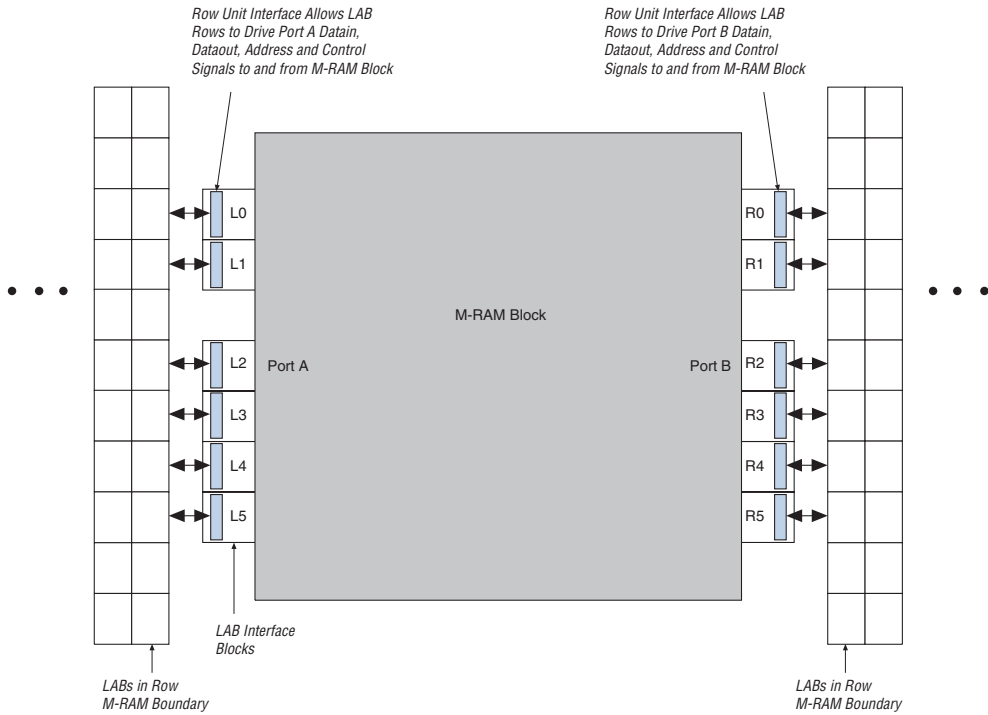 Row Unit Interface Allows LAB
Rows to Drive Port A Datain,
Dataout, Address and Control
Signals to and from M-RAM Block
Row Unit Interface Allows LAB
Rows to Drive Port B Datain,
Dataout, Address and Control
Signals to and from M-RAM Block
L0
R0
L1
R1
M-RAM Block
L2
Port A
Port B
R2
L3
R3
L4
R4
L5
R5
LAB Interface
Blocks
LABs in Row
M-RAM Boundary
LABs in Row
M-RAM Boundary